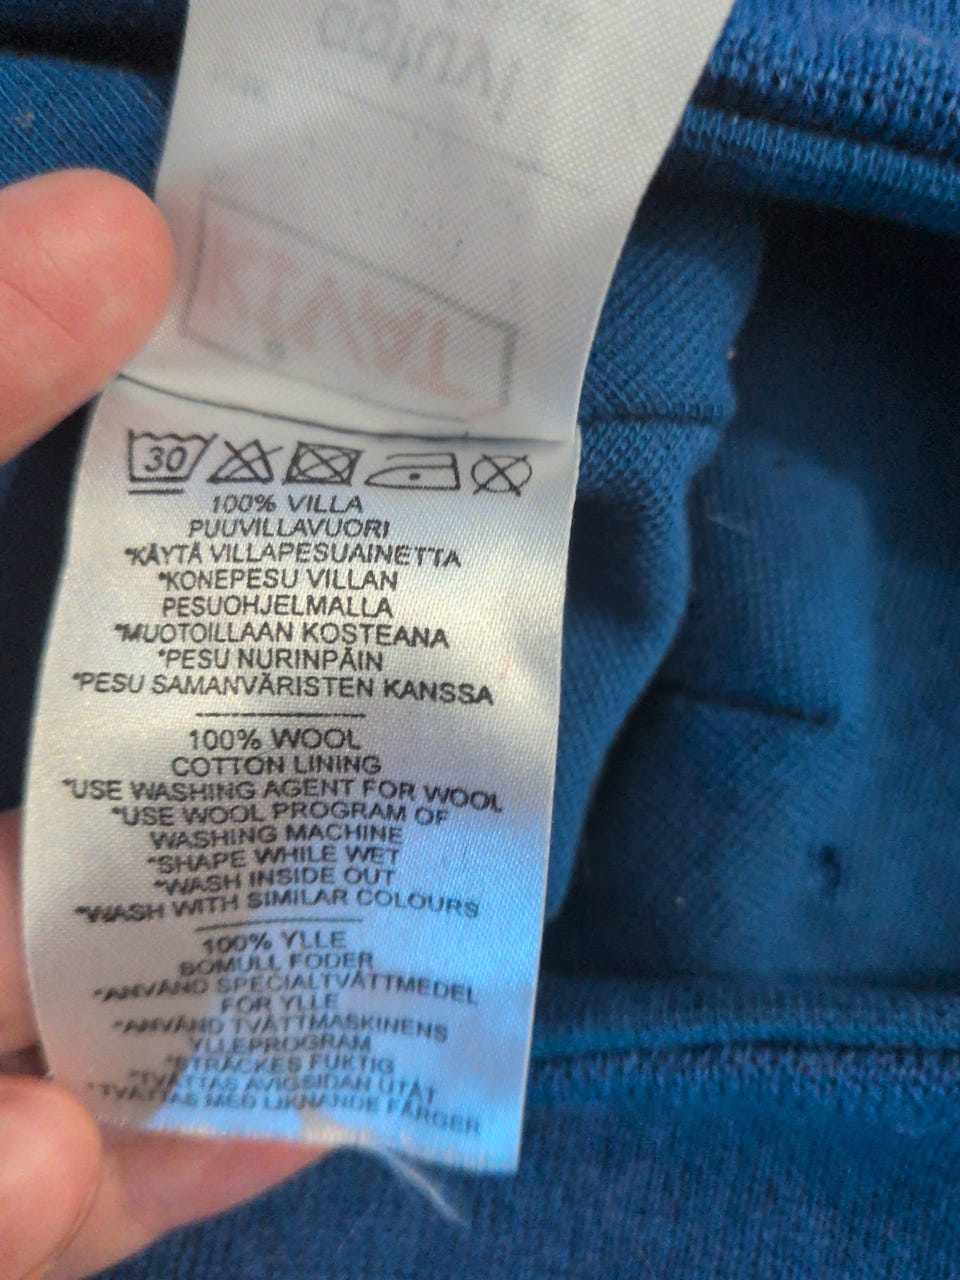 30
100% VILLA
PUUVILLAVUORI
*KÄYTÄ VILLAPESUAINETTA
*KONEPESU VILLAN
PESUOHJELMALLA
*MUOTOILLAAN KOSTEANA
*PESU NURINPÄIN
*PESU SAMANVÄRISTEN KANSSA
100% WOOL
COTTON LINING
*USE WASHING AGENT FOR WOOL
*USE WOOL PROGRAM OF
WASHING MACHINE
*SHAPE WHILE WET
*WASH INSIDE OUT
*WASH WITH SIMILAR COLOURS
100% YLLE
BOMULL FODER
*ANVÄND SPECIALTVÄTTMEDEL
FÖR YLLE
*ANVÄND TVÄTTMASKINENS
YLLEPROGRAM
*STRÄCKES FUKTIG
*TVÄTTAS AVIGSIDAN UTÅT
*TVÄTTAS MED LIKNANDE FÄRGER